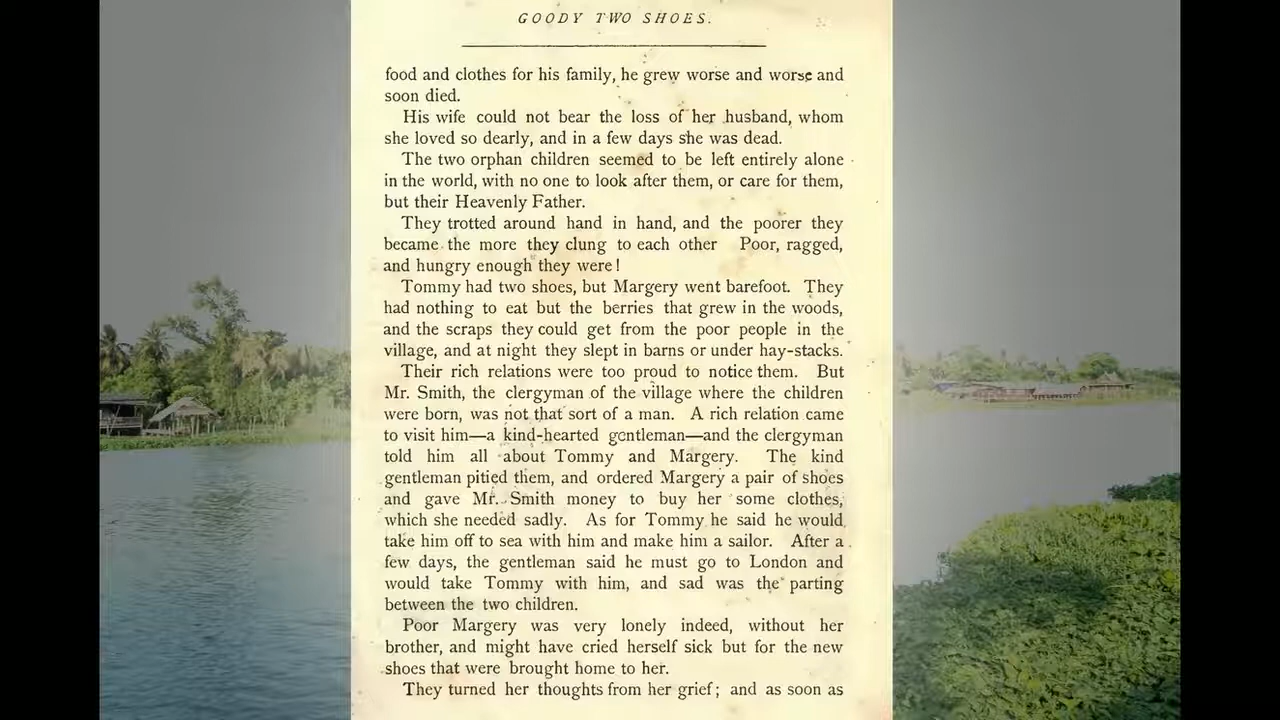 GOODY TWO SHOES.
food and clothes for his family, he grew worse and worse and
soon died.
His wife could not bear the loss of her husband, whom
she loved so dearly, and in a few days she was dead.
The two orphan children seemed to be left entirely alone
in the world, with no one to look after them, or care for them,
but their Heavenly Father.
They trotted around hand in hand, and the poorer they
became the more they clung to each other Poor, ragged,
and hungry enough they were!
Tommy had two shoes, but Margery went barefoot. They
had nothing to eat but the berries that grew in the woods,
and the scraps they could get from the poor people in the
village, and at night they slept in barns or under hay-stacks.
Their rich relations were too proud to notice them. But
Mr. Smith, the clergyman of the village where the children
were born, was not that sort of a man. A rich relation came
to visit him—a kind-hearted gentleman—and the clergyman
told him all about Tommy and Margery. The kind
gentleman pitied them, and ordered Margery a pair of shoes
and gave Mr. Smith money to buy her some clothes,
which she needed sadly. As for Tommy he said he would
take him off to sea with him and make him a sailor. After a
few days, the gentleman said he must go to London and
would take Tommy with him, and sad was the parting
between the two children.
Poor Margery was very lonely indeed, without her
brother, and might have cried herself sick but for the new
shoes that were brought home to her.
They turned her thoughts from her grief; and as soon as